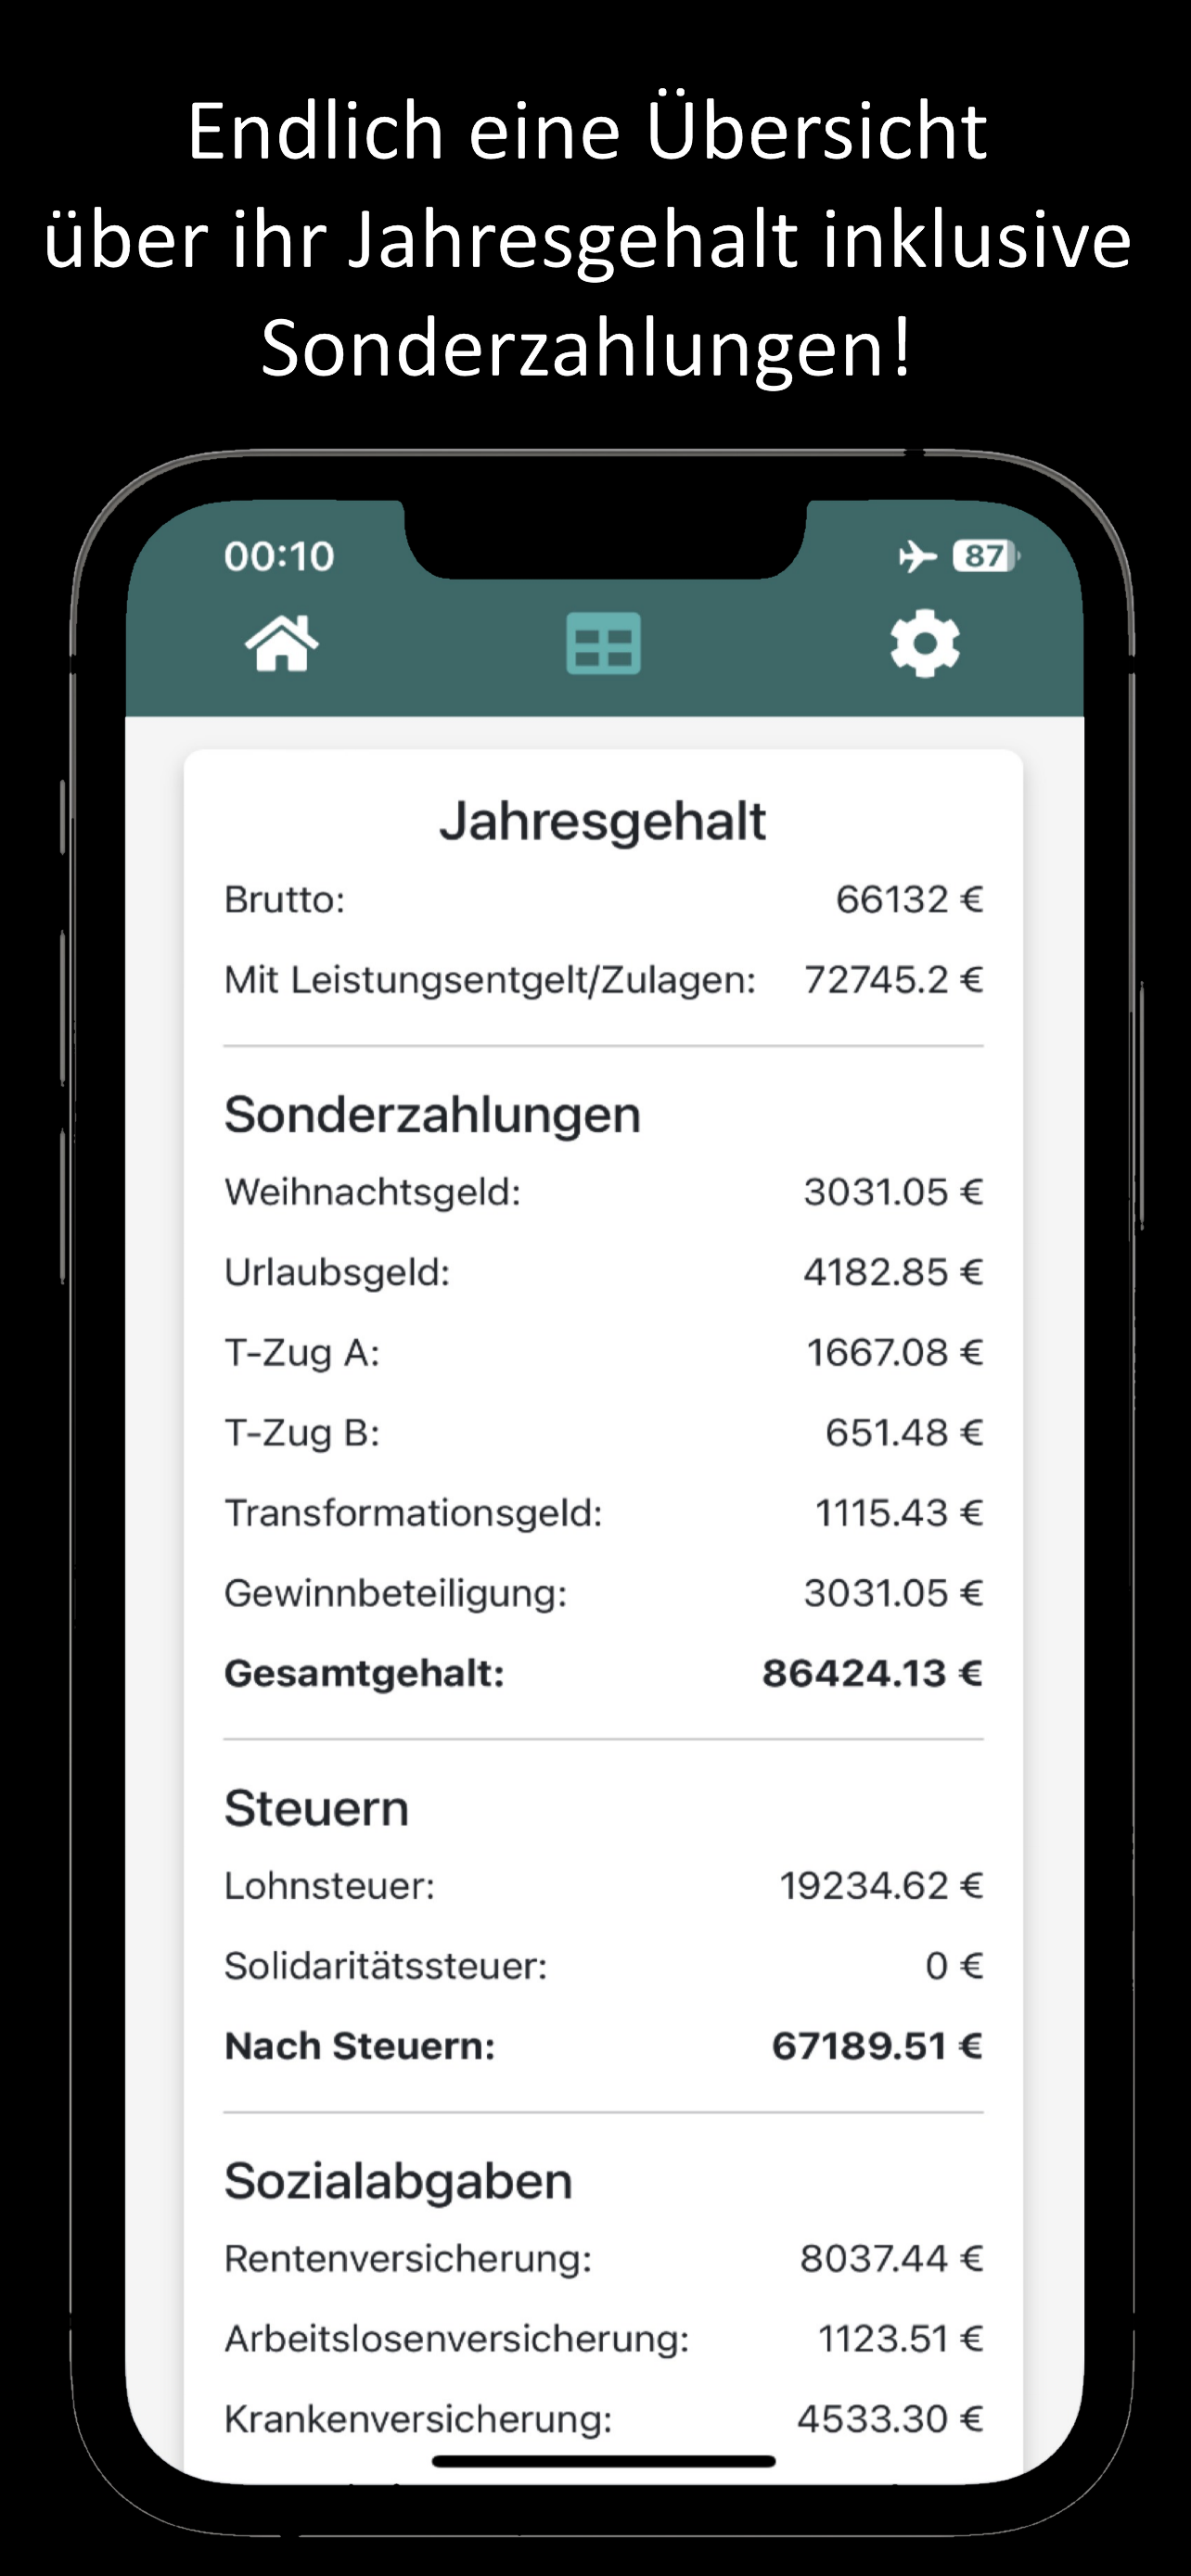 Endlich eine Übersicht
über ihr Jahresgehalt inklusive
Sonderzahlungen!
00:10 87
Jahresgehalt
Brutto: 66132 €
Mit Leistungsentgelt/Zulagen: 72745.2 €
Sonderzahlungen
Weihnachtsgeld: 3031.05 €
Urlaubsgeld: 4182.85 €
T-Zug A: 1667.08 €
T-Zug B: 651.48 €
Transformationsgeld: 1115.43 €
Gewinnbeteiligung: 3031.05 €
Gesamtgehalt: 86424.13 €
Steuern
Lohnsteuer: 19234.62 €
Solidaritätssteuer: 0 €
Nach Steuern: 67189.51 €
Sozialabgaben
Rentenversicherung: 8037.44 €
Arbeitslosenversicherung: 1123.51 €
Krankenversicherung: 4533.30 €